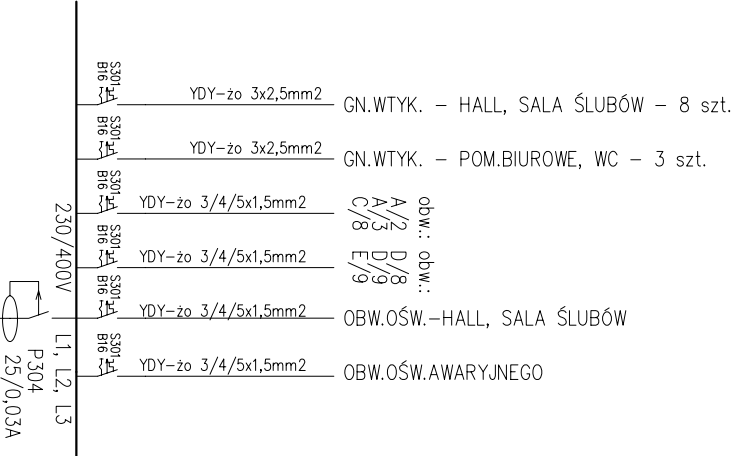 S301
B16
YDY-żo 3x2,5mm2
GN.WTYK. - HALL, SALA ŚLUBÓW - 8 szt.
S301
B16
YDY-żo 3x2,5mm2
GN.WTYK. - POM.BIUROWE, WC - 3 szt.
S301
B16
YDY-żo 3/4/5x1,5mm2
obw.: obw.:
A/2 D/8
A/3 D/9
C/8 E/9
S301
B16
YDY-żo 3/4/5x1,5mm2
S301
B16
YDY-żo 3/4/5x1,5mm2
OBW.OŚW.-HALL, SALA ŚLUBÓW
S301
B16
YDY-żo 3/4/5x1,5mm2
OBW.OŚW.AWARYJNEGO
230/400V L1, L2, L3
P304
25/0,03A